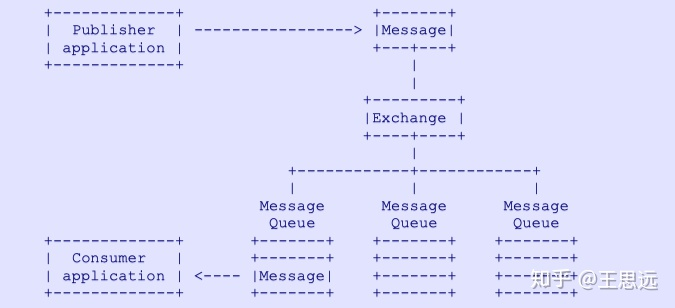 Publisher
application
Message
Exchange
Message Message Message
Queue Queue Queue
Consumer
application
Message
知乎 @王思远